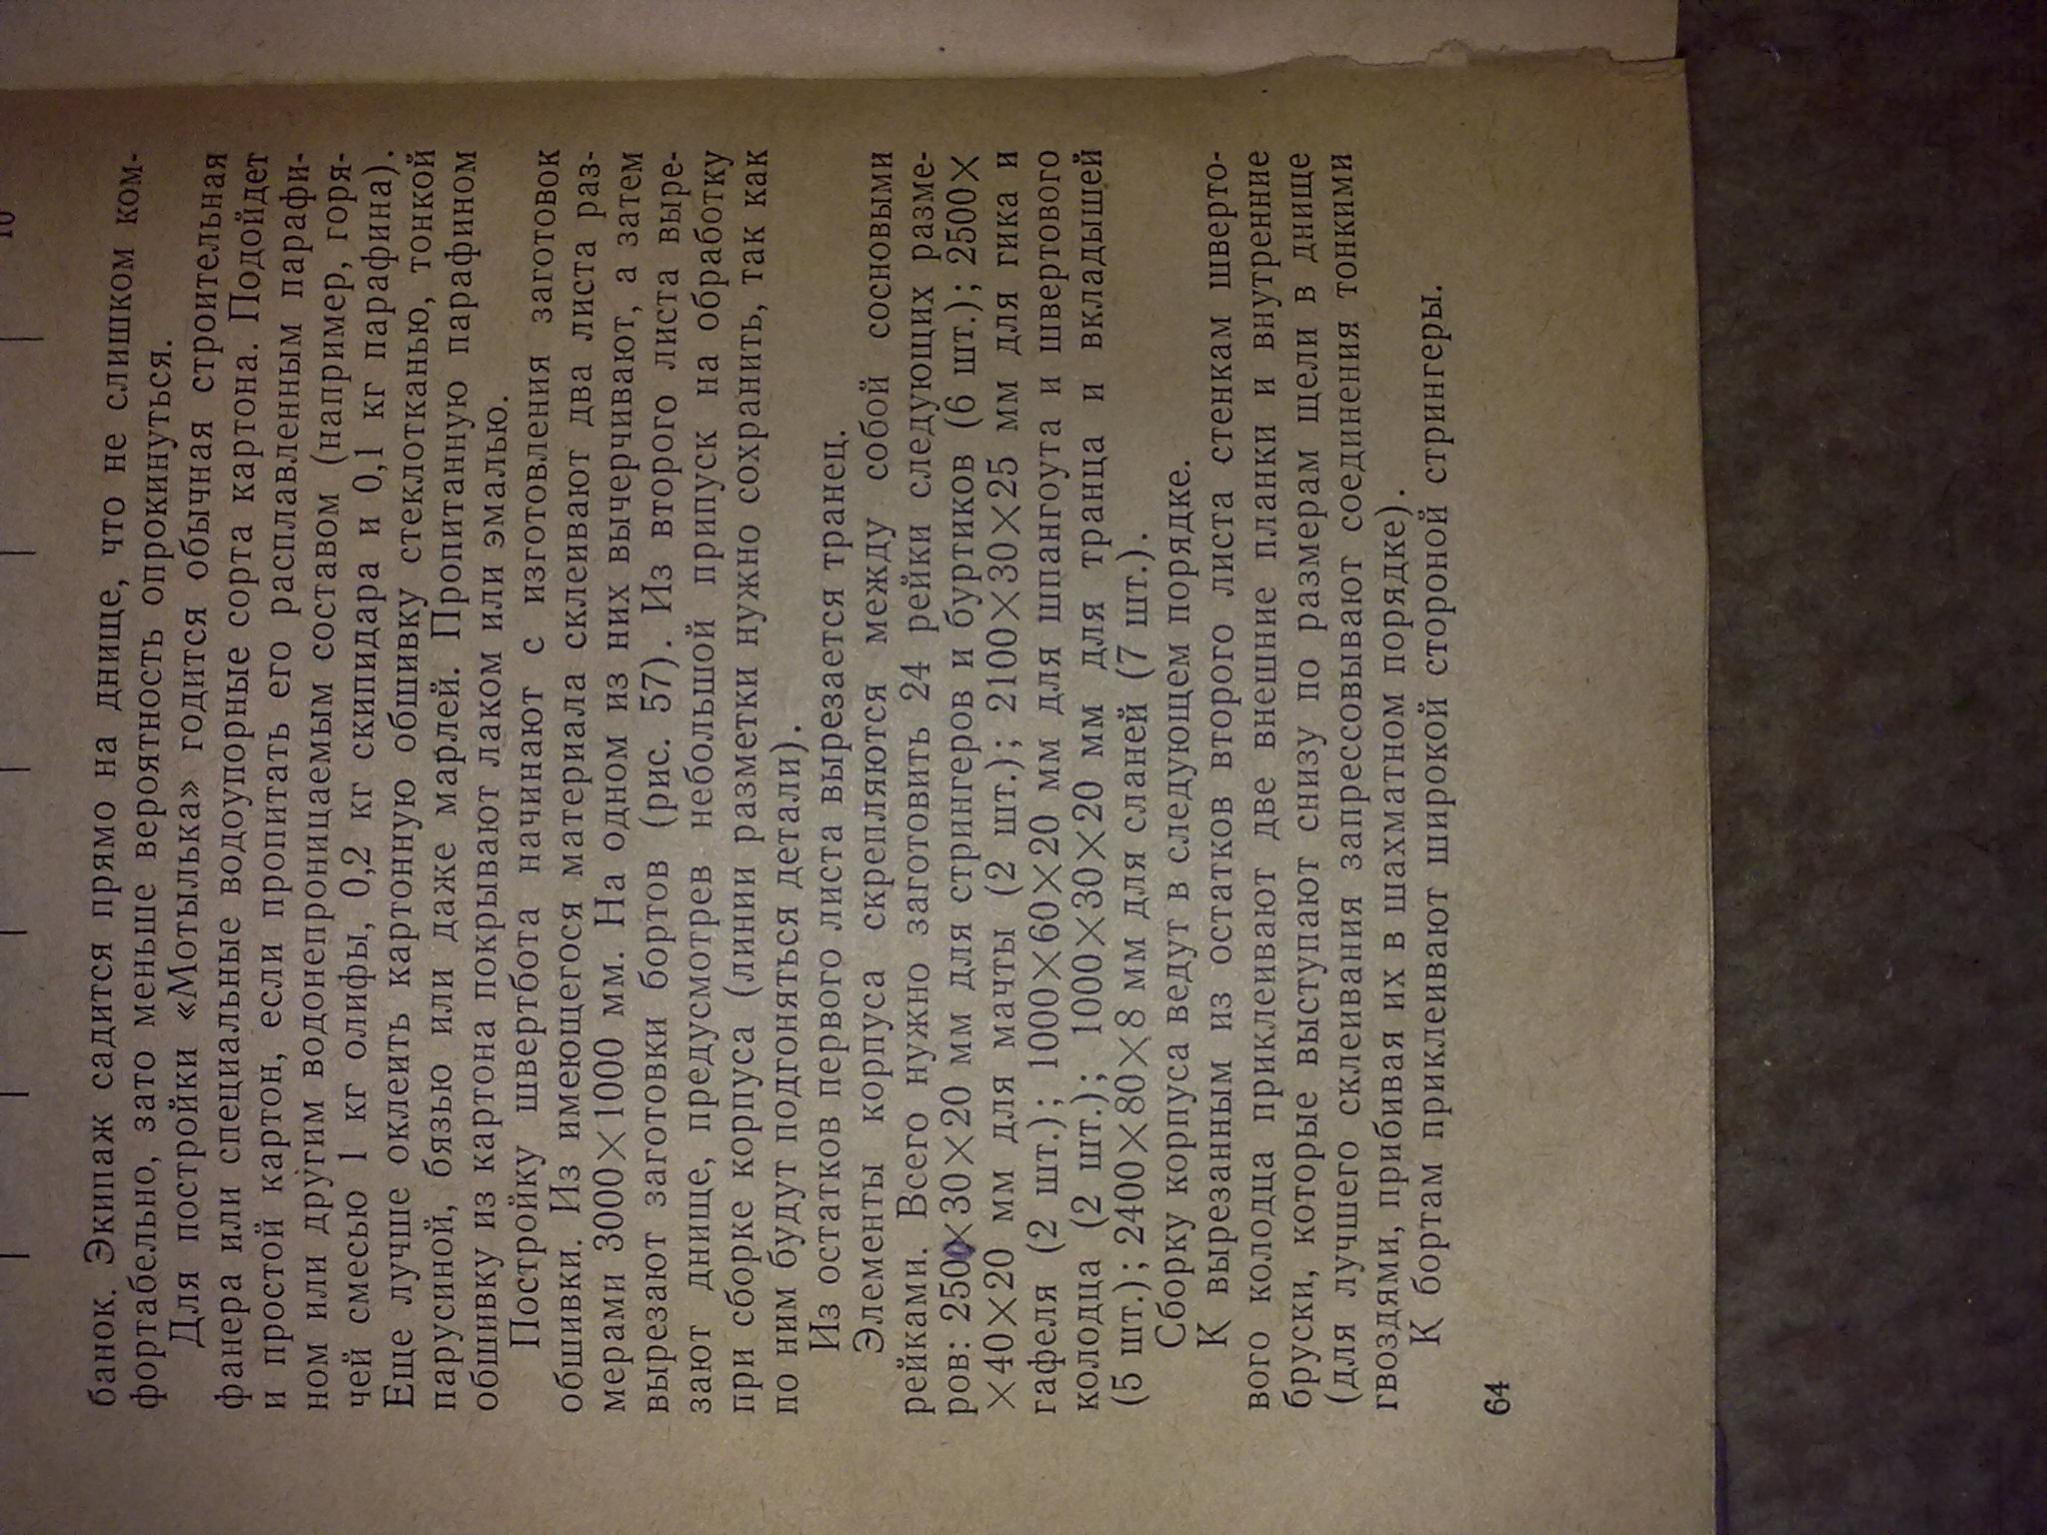 банок. Экипаж садится прямо на днище, что не слишком ком-
фортабельно, зато меньше вероятность опрокинуться.
Для постройки «Мотылька» годится обычная строительная
фанера или специальные водоупорные сорта картона. Подойдет
и простой картон, если пропитать его расплавленным парафи-
ном или другим водонепроницаемым составом (например, горя-
чей смесью 1 кг олифы, 0,2 кг скипидара и 0,1 кг парафина).
Еще лучше оклеить картонную обшивку стеклотканью, тонкой
парусиной, бязью или даже марлей. Пропитанную парафином
обшивку из картона покрывают лаком или эмалью.
Постройку швертбота начинают с изготовления заготовок
обшивки. Из имеющегося материала склеивают два листа раз-
мерами 3000×1000 мм. На одном из них вычерчивают, а затем
вырезают заготовки бортов (рис. 57). Из второго листа выре-
зают днище, предусмотрев небольшой припуск на обработку
при сборке корпуса (линии разметки нужно сохранить, так как
по ним будут подгоняться детали).
Из остатков первого листа вырезается транец.
Элементы корпуса скрепляются между собой сосновыми
рейками. Всего нужно заготовить 24 рейки следующих разме-
ров: 2500×30×20 мм для стрингеров и буртиков (6 шт.); 2500×
×40×20 мм для мачты (2 шт.); 2100×30×25 мм для гика и
гафеля (2 шт.); 1000×60×20 мм для шпангоута и швертового
колодца (2 шт.); 1000×30×20 мм для транца и вкладышей
(5 шт.); 2400×80×8 мм для сланей (7 шт.).
Сборку корпуса ведут в следующем порядке.
К вырезанным из остатков второго листа стенкам шверто-
вого колодца приклеивают две внешние планки и внутренние
бруски, которые выступают снизу по размерам щели в днище
(для лучшего склеивания запрессовывают соединения тонкими
гвоздями, прибивая их в шахматном порядке).
К бортам приклеивают широкой стороной стрингеры.
64